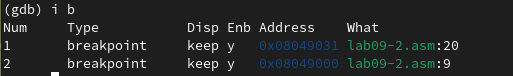 (gdb) i b
Num     Type           Disp Enb Address    What
1       breakpoint     keep y   0x08049031 lab09-2.asm:20
2       breakpoint     keep y   0x08049000 lab09-2.asm:9